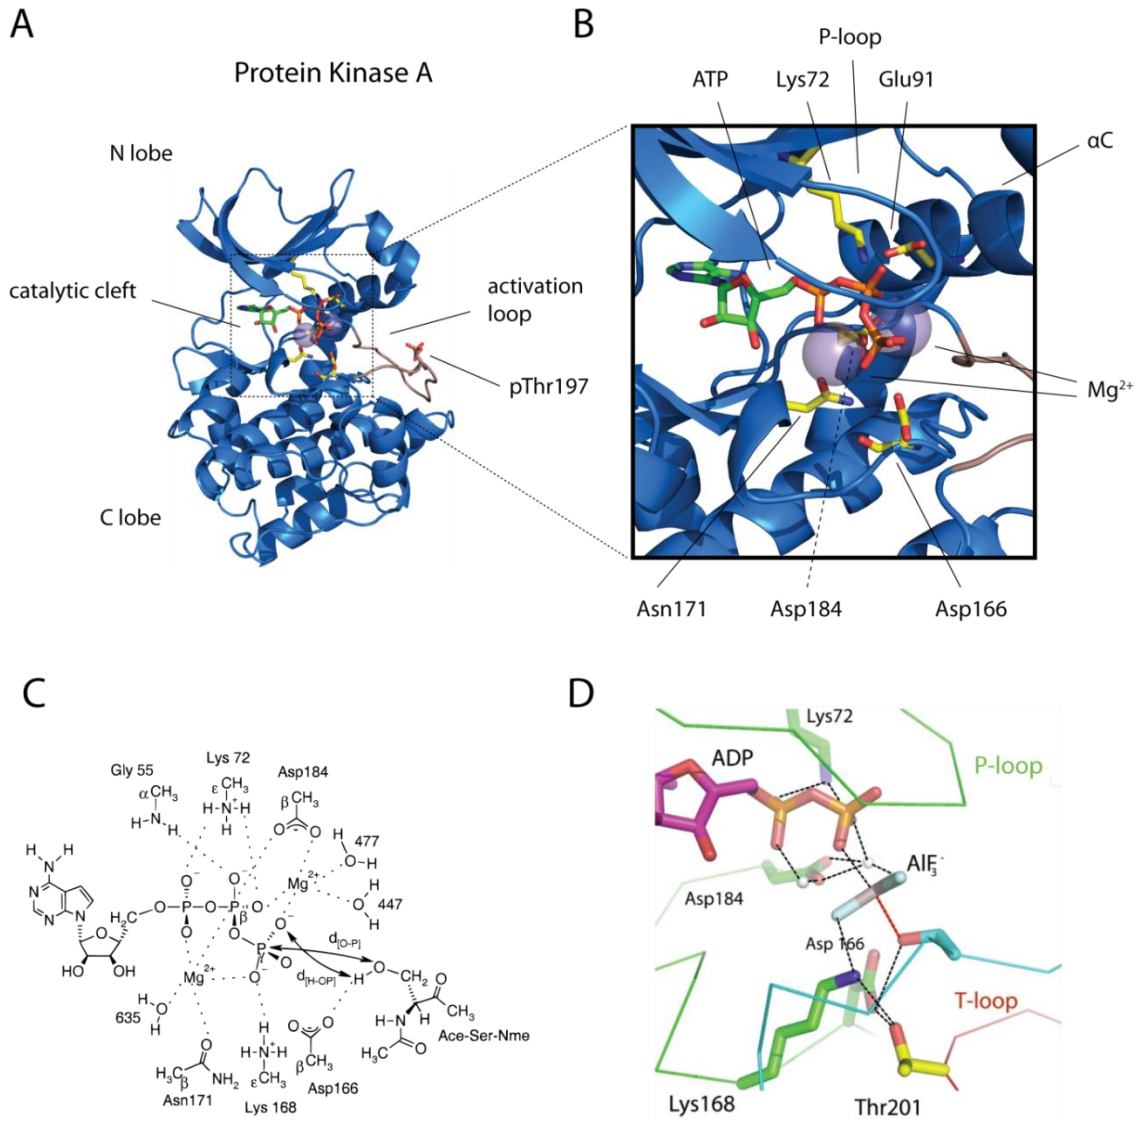 A
Protein Kinase A
N lobe
catalytic cleft
activation
loop
pThr197
C lobe
B
P-loop
ATP
Lys72
Glu91
αC
Mg²⁺
Asn171
Asp184
Asp166
C
Lys 72
Gly 55
Asp184
α CH₃
ε CH₃
β CH₃
H-N-H
H-N⁺-H
H
H
477
H
O-H
Mg²⁺
O
H
447
H
H H
N
N
N
N
N
O⁻
O⁻
O
O-P-O-P
β
O
O⁻
H₂C
O
O
O
P
γ
O
O⁻
d[O-P]
d[H-OP]
OH OH
Mg²⁺
H-O
H
635
H
O
CH₂
O
CH₃
H-N
H
Ace-Ser-Nme
H₃C
O
O
H₃C
β
NH₂
Asn171
H
H-N⁺-H
ε CH₃
Lys 168
O
O⁻
β CH₃
Asp166
D
Lys72
ADP
P-loop
AlF₃⁻
Asp184
Asp 166
T-loop
Lys168
Thr201